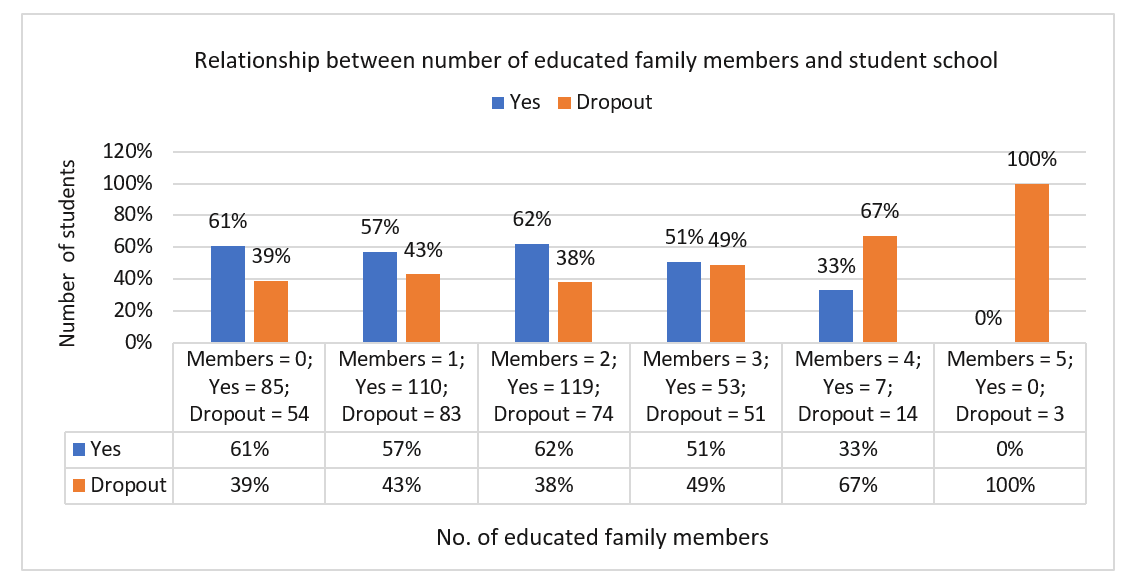 Relationship between number of educated family members and student school
Yes Dropout
Number of students
120%
100%
80%
60%
40%
20%
0%
61% 39% 57% 43% 62% 38% 51% 49% 33% 67% 0% 100%
Members = 0; Members = 1; Members = 2; Members = 3; Members = 4; Members = 5;
Yes = 85; Yes = 110; Yes = 119; Yes = 53; Yes = 7; Yes = 0;
Dropout = 54 Dropout = 83 Dropout = 74 Dropout = 51 Dropout = 14 Dropout = 3
Yes 61% 57% 62% 51% 33% 0%
Dropout 39% 43% 38% 49% 67% 100%
No. of educated family members